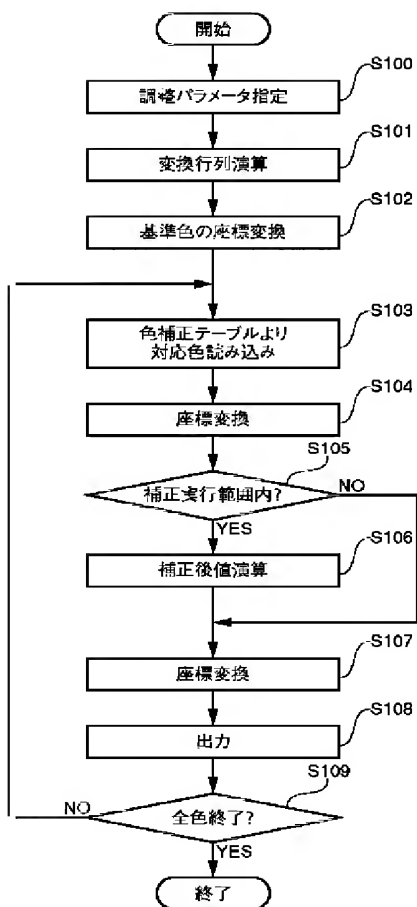 開始
S100
調整パラメータ指定
S101
変換行列演算
S102
基準色の座標変換
S103
色補正テーブルより
対応色読み込み
S104
座標変換
S105
補正実行範囲内?
NO
YES
S106
補正後値演算
S107
座標変換
S108
出力
S109
全色終了?
NO
YES
終了